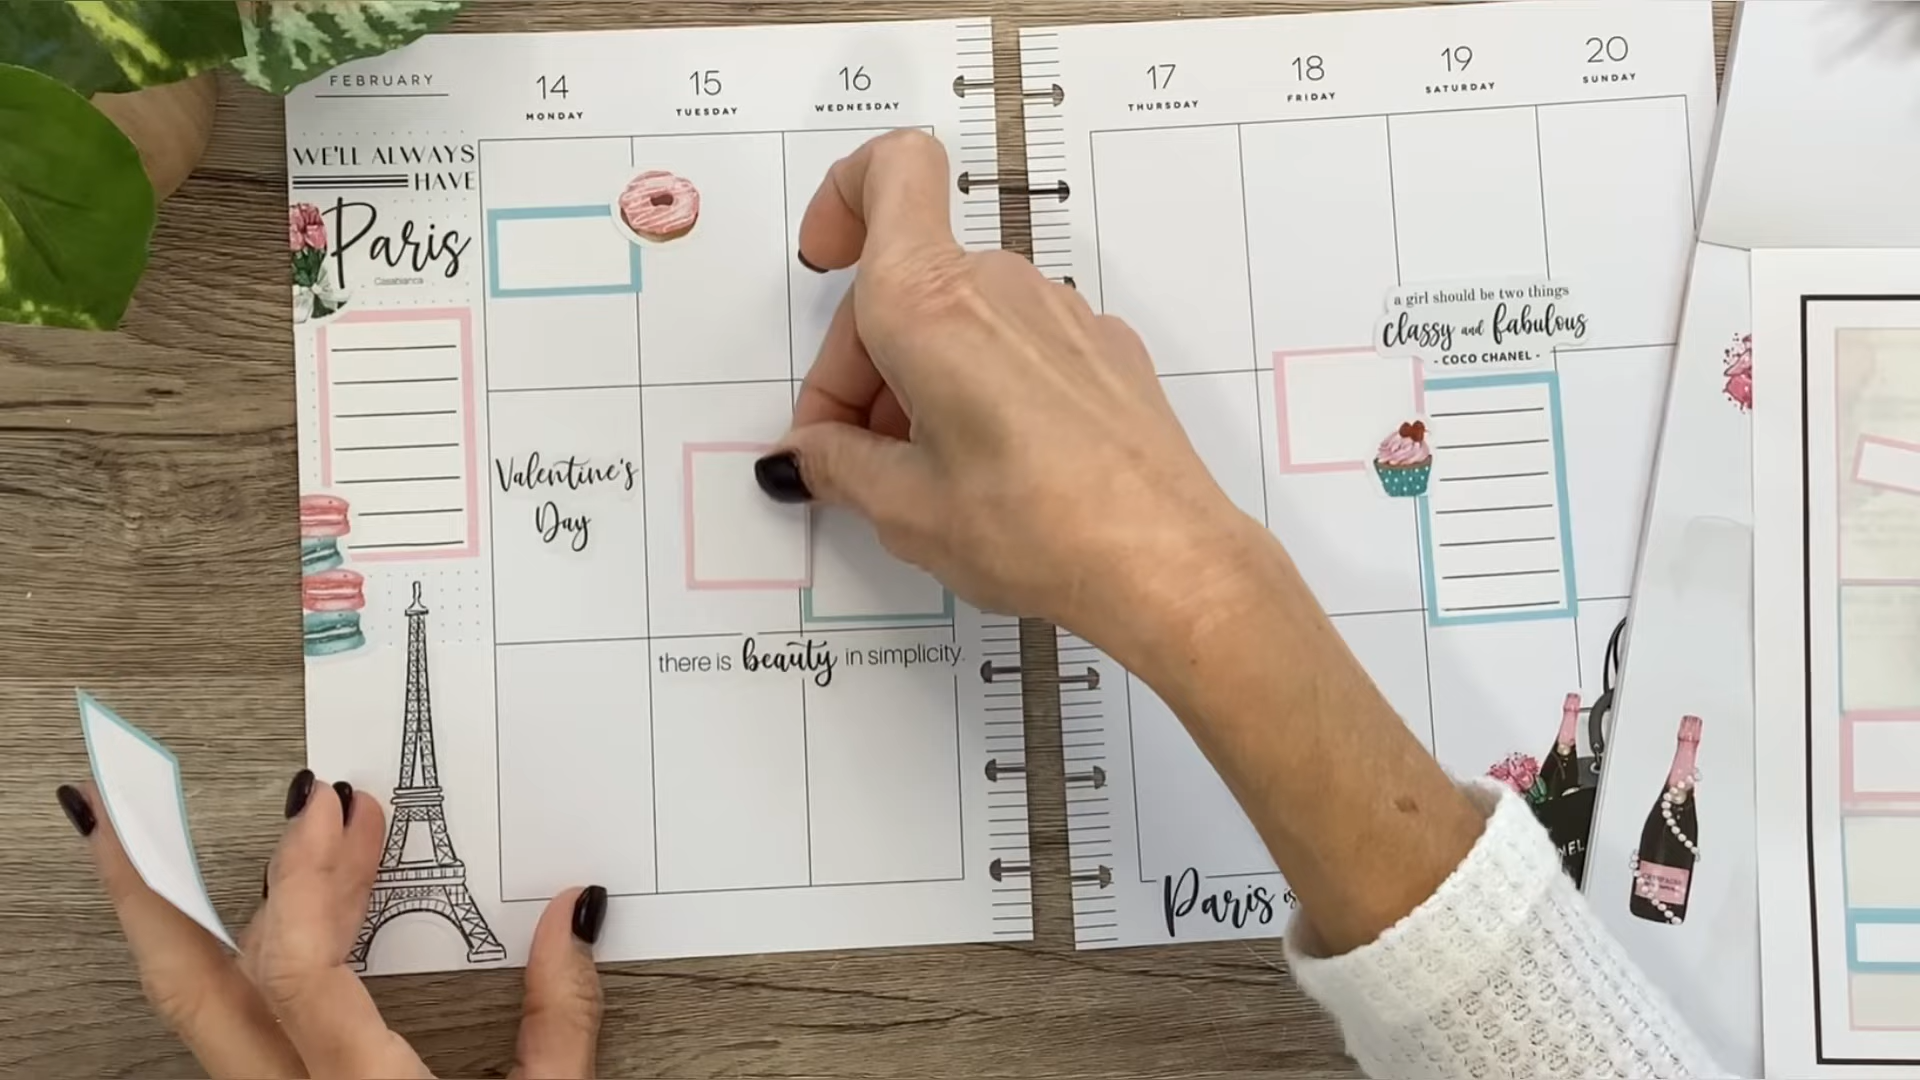 FEBRUARY
14
MONDAY
15
TUESDAY
16
WEDNESDAY
17
THURSDAY
18
FRIDAY
19
SATURDAY
20
SUNDAY
WE'LL ALWAYS
HAVE
Paris
Casablanca
a girl should be two things
classy and fabulous
- COCO CHANEL -
Valentine's
Day
there is beauty in simplicity.
Paris is
NEL